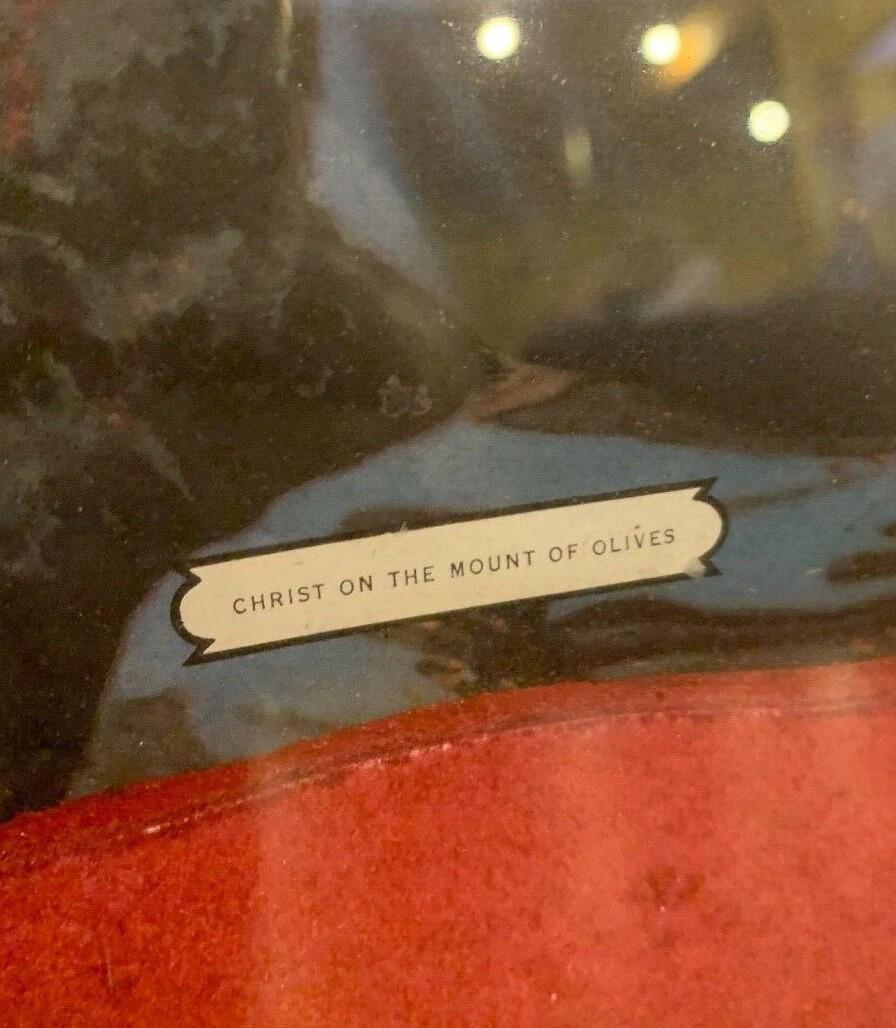 CHRIST ON THE MOUNT OF OLIVES